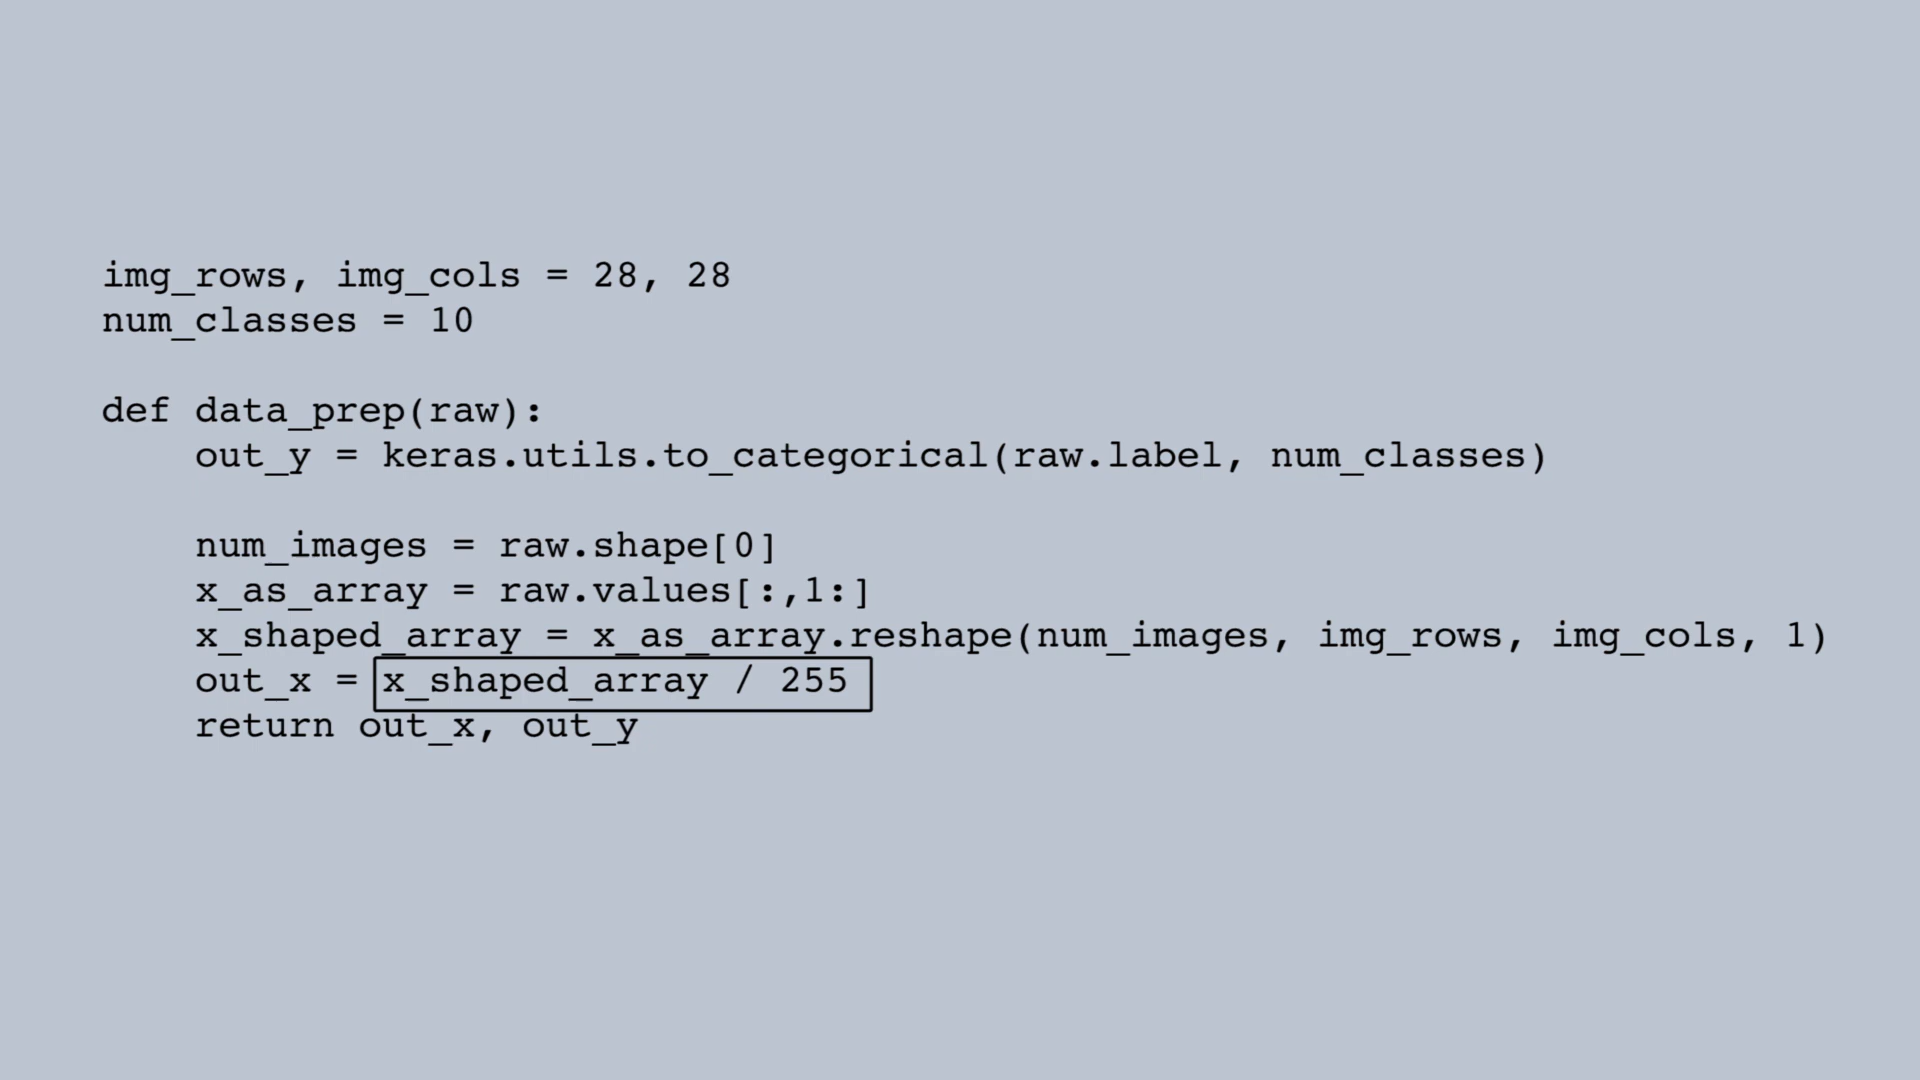 img_rows, img_cols = 28, 28
num_classes = 10
def data_prep(raw):
    out_y = keras.utils.to_categorical(raw.label, num_classes)
    num_images = raw.shape[0]
    x_as_array = raw.values[:,1:]
    x_shaped_array = x_as_array.reshape(num_images, img_rows, img_cols, 1)
    out_x = x_shaped_array / 255
    return out_x, out_y